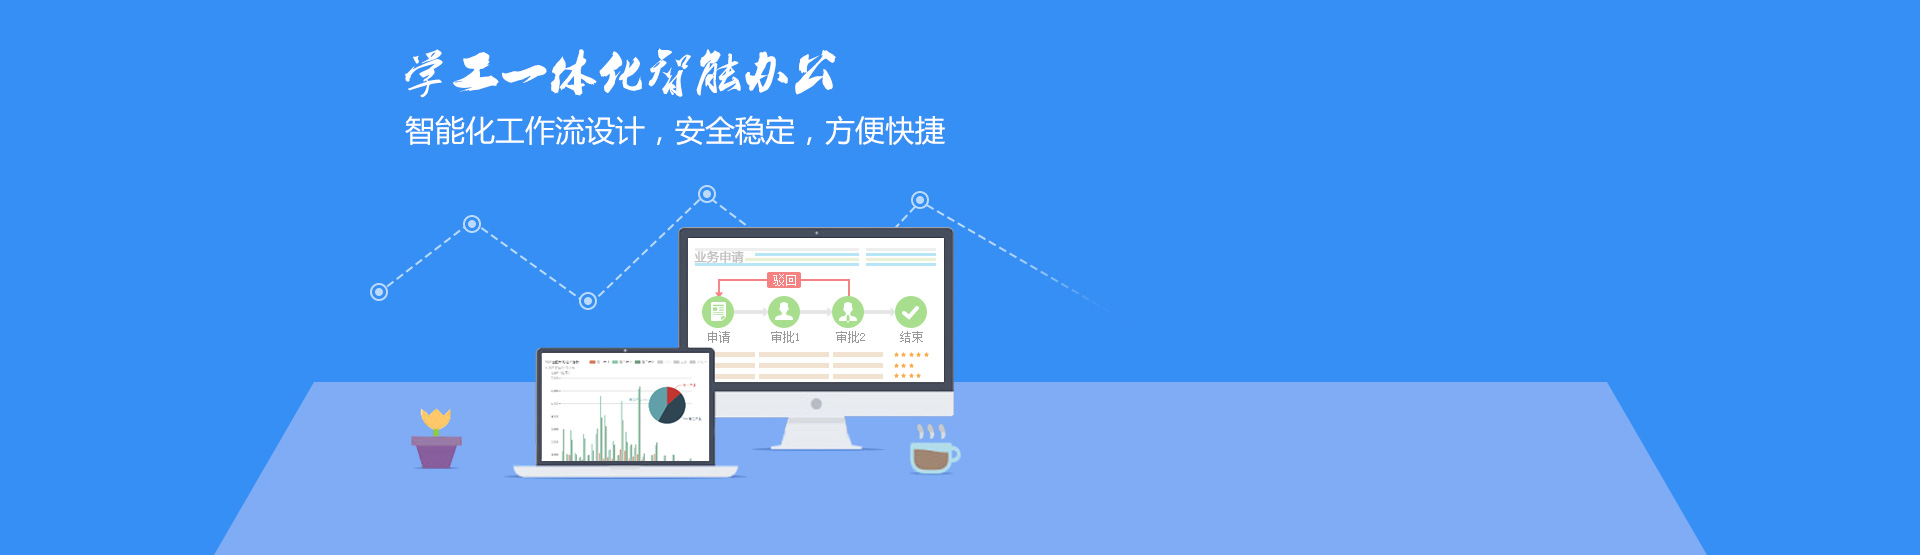 学工一体化智能办公
智能化工作流设计，安全稳定，方便快捷
业务申请
驳回
申请 审批1 审批2 结束